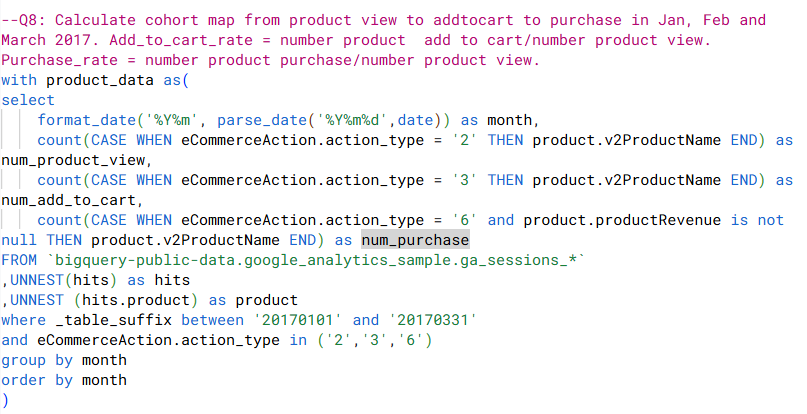 --Q8: Calculate cohort map from product view to addtocart to purchase in Jan, Feb and
March 2017. Add_to_cart_rate = number product  add to cart/number product view.
Purchase_rate = number product purchase/number product view.
with product_data as(
select
    format_date('%Y%m', parse_date('%Y%m%d',date)) as month,
    count(CASE WHEN eCommerceAction.action_type = '2' THEN product.v2ProductName END) as
num_product_view,
    count(CASE WHEN eCommerceAction.action_type = '3' THEN product.v2ProductName END) as
num_add_to_cart,
    count(CASE WHEN eCommerceAction.action_type = '6' and product.productRevenue is not
null THEN product.v2ProductName END) as num_purchase
FROM `bigquery-public-data.google_analytics_sample.ga_sessions_*`
,UNNEST(hits) as hits
,UNNEST (hits.product) as product
where _table_suffix between '20170101' and '20170331'
and eCommerceAction.action_type in ('2','3','6')
group by month
order by month
)